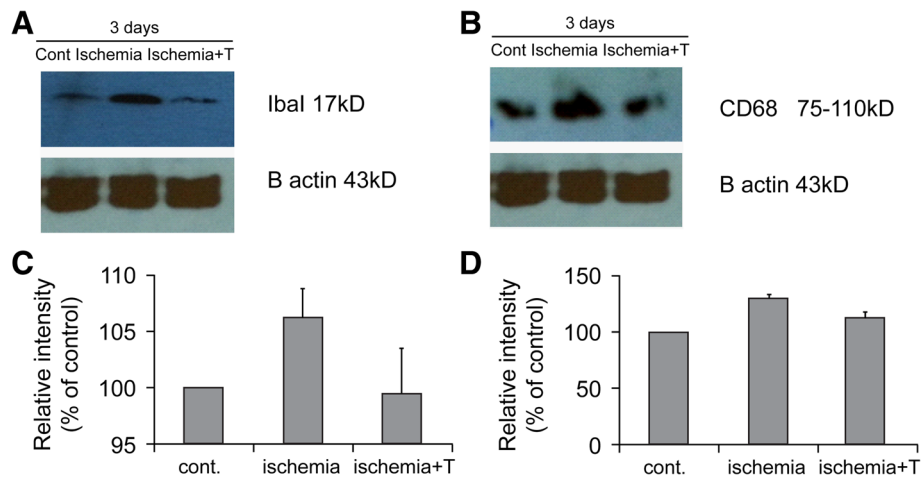 A
3 days
Cont Ischemia Ischemia+T
IbaI 17kD
B actin 43kD
B
3 days
Cont Ischemia Ischemia+T
CD68 75-110kD
B actin 43kD
C
Relative intensity
(% of control)
110
105
100
95
cont. ischemia ischemia+T
D
Relative intensity
(% of control)
150
100
50
0
cont. ischemia ischemia+T